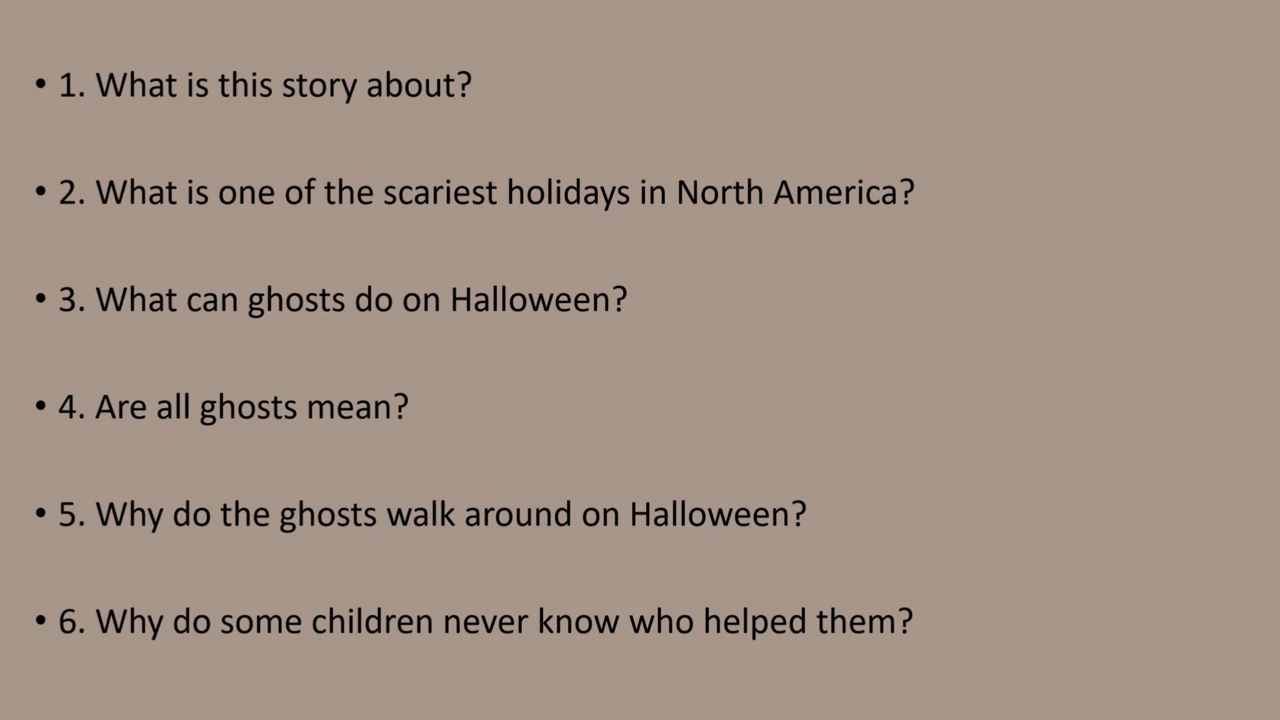 • 1. What is this story about?
• 2. What is one of the scariest holidays in North America?
• 3. What can ghosts do on Halloween?
• 4. Are all ghosts mean?
• 5. Why do the ghosts walk around on Halloween?
• 6. Why do some children never know who helped them?